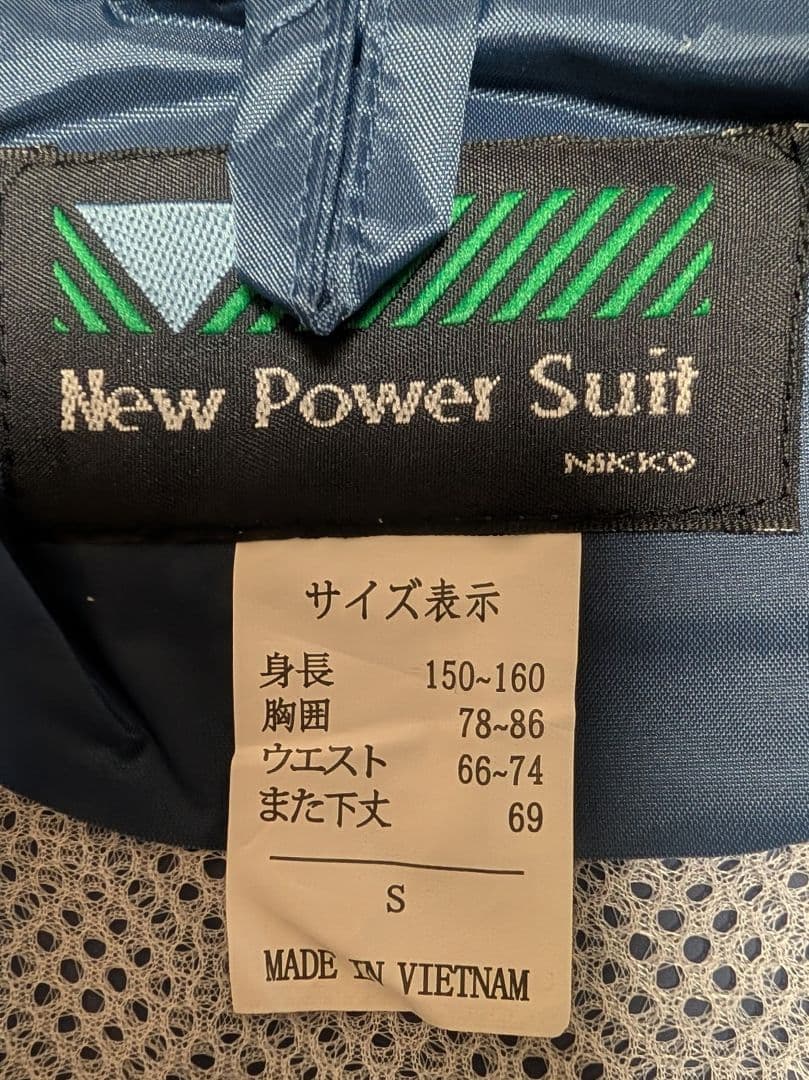 New Power Suit
NIKKO
サイズ表示
身長 150~160
胸囲 78~86
ウエスト 66~74
また下丈 69
S
MADE IN VIETNAM